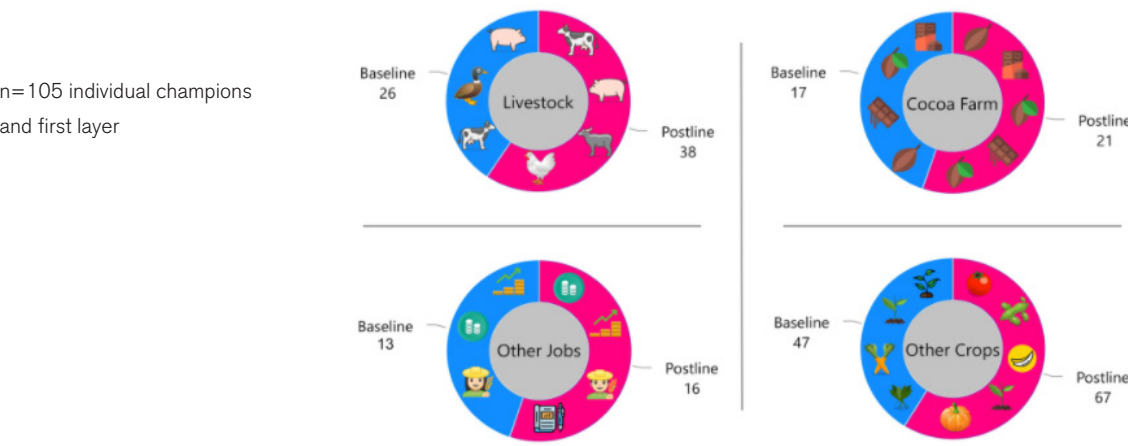 n=105 individual champions
and first layer
Baseline
26
Livestock
Postline
38
Baseline
17
Cocoa Farm
Postline
21
Baseline
13
Other Jobs
Postline
16
Baseline
47
Other Crops
Postline
67